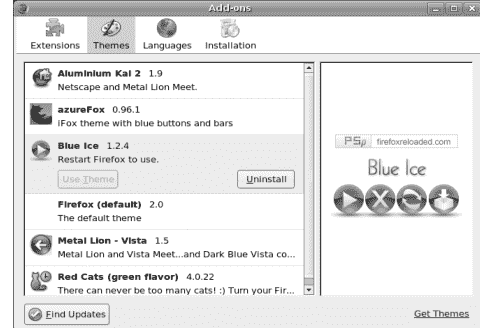 Add-ons
Extensions Themes Languages Installation
Aluminium Kai 2 1.9
Netscape and Metal Lion Meet.
azureFox 0.96.1
iFox theme with blue buttons and bars
Blue Ice 1.2.4
Restart Firefox to use.
Use Theme Uninstall
Firefox (default) 2.0
The default theme
Metal Lion - Vista 1.5
Metal Lion and Vista Meet...and Dark Blue Vista co...
Red Cats (green flavor) 4.0.22
There can never be too many cats! :) Turn your Fir...
firefoxreloaded.com
Blue Ice
Find Updates Get Themes